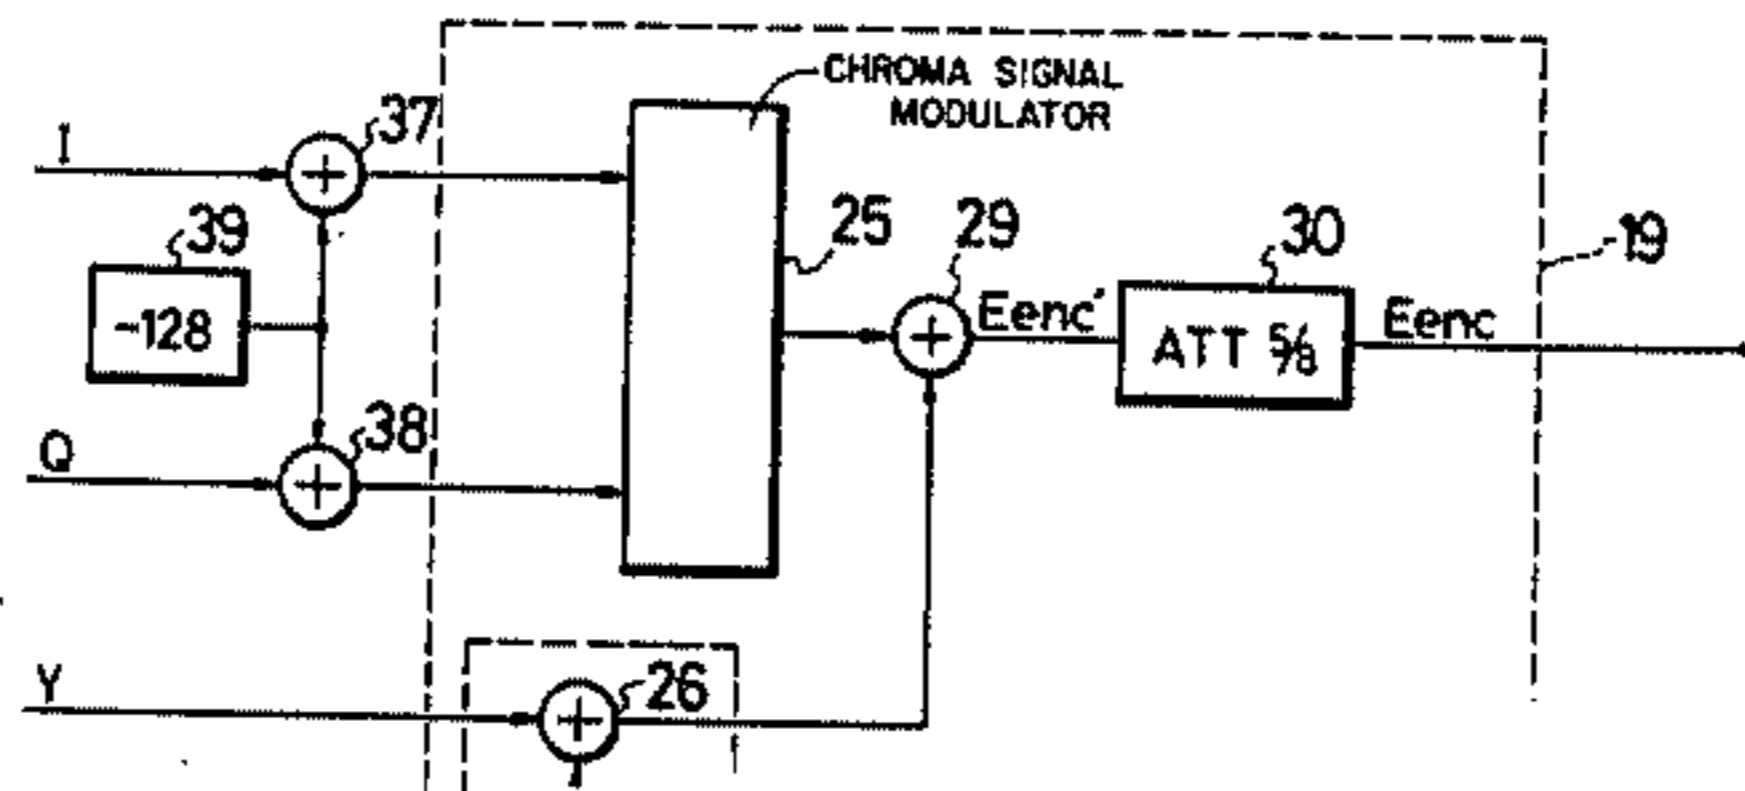 CHROMA SIGNAL
MODULATOR
I
37
39
-128
25
29
30
19
Eenc'
ATT 5/8
Eenc
Q
38
Y
26